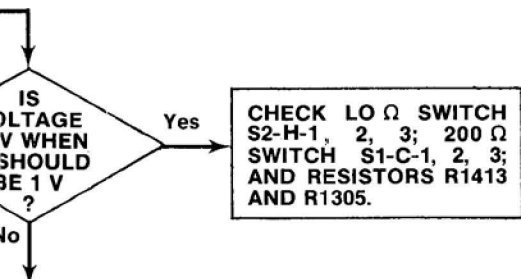 IS
VOLTAGE
V WHEN
SHOULD
BE 1 V
?
Yes
CHECK LO Ω SWITCH
S2-H-1, 2, 3; 200 Ω
SWITCH S1-C-1, 2, 3;
AND RESISTORS R1413
AND R1305.
No